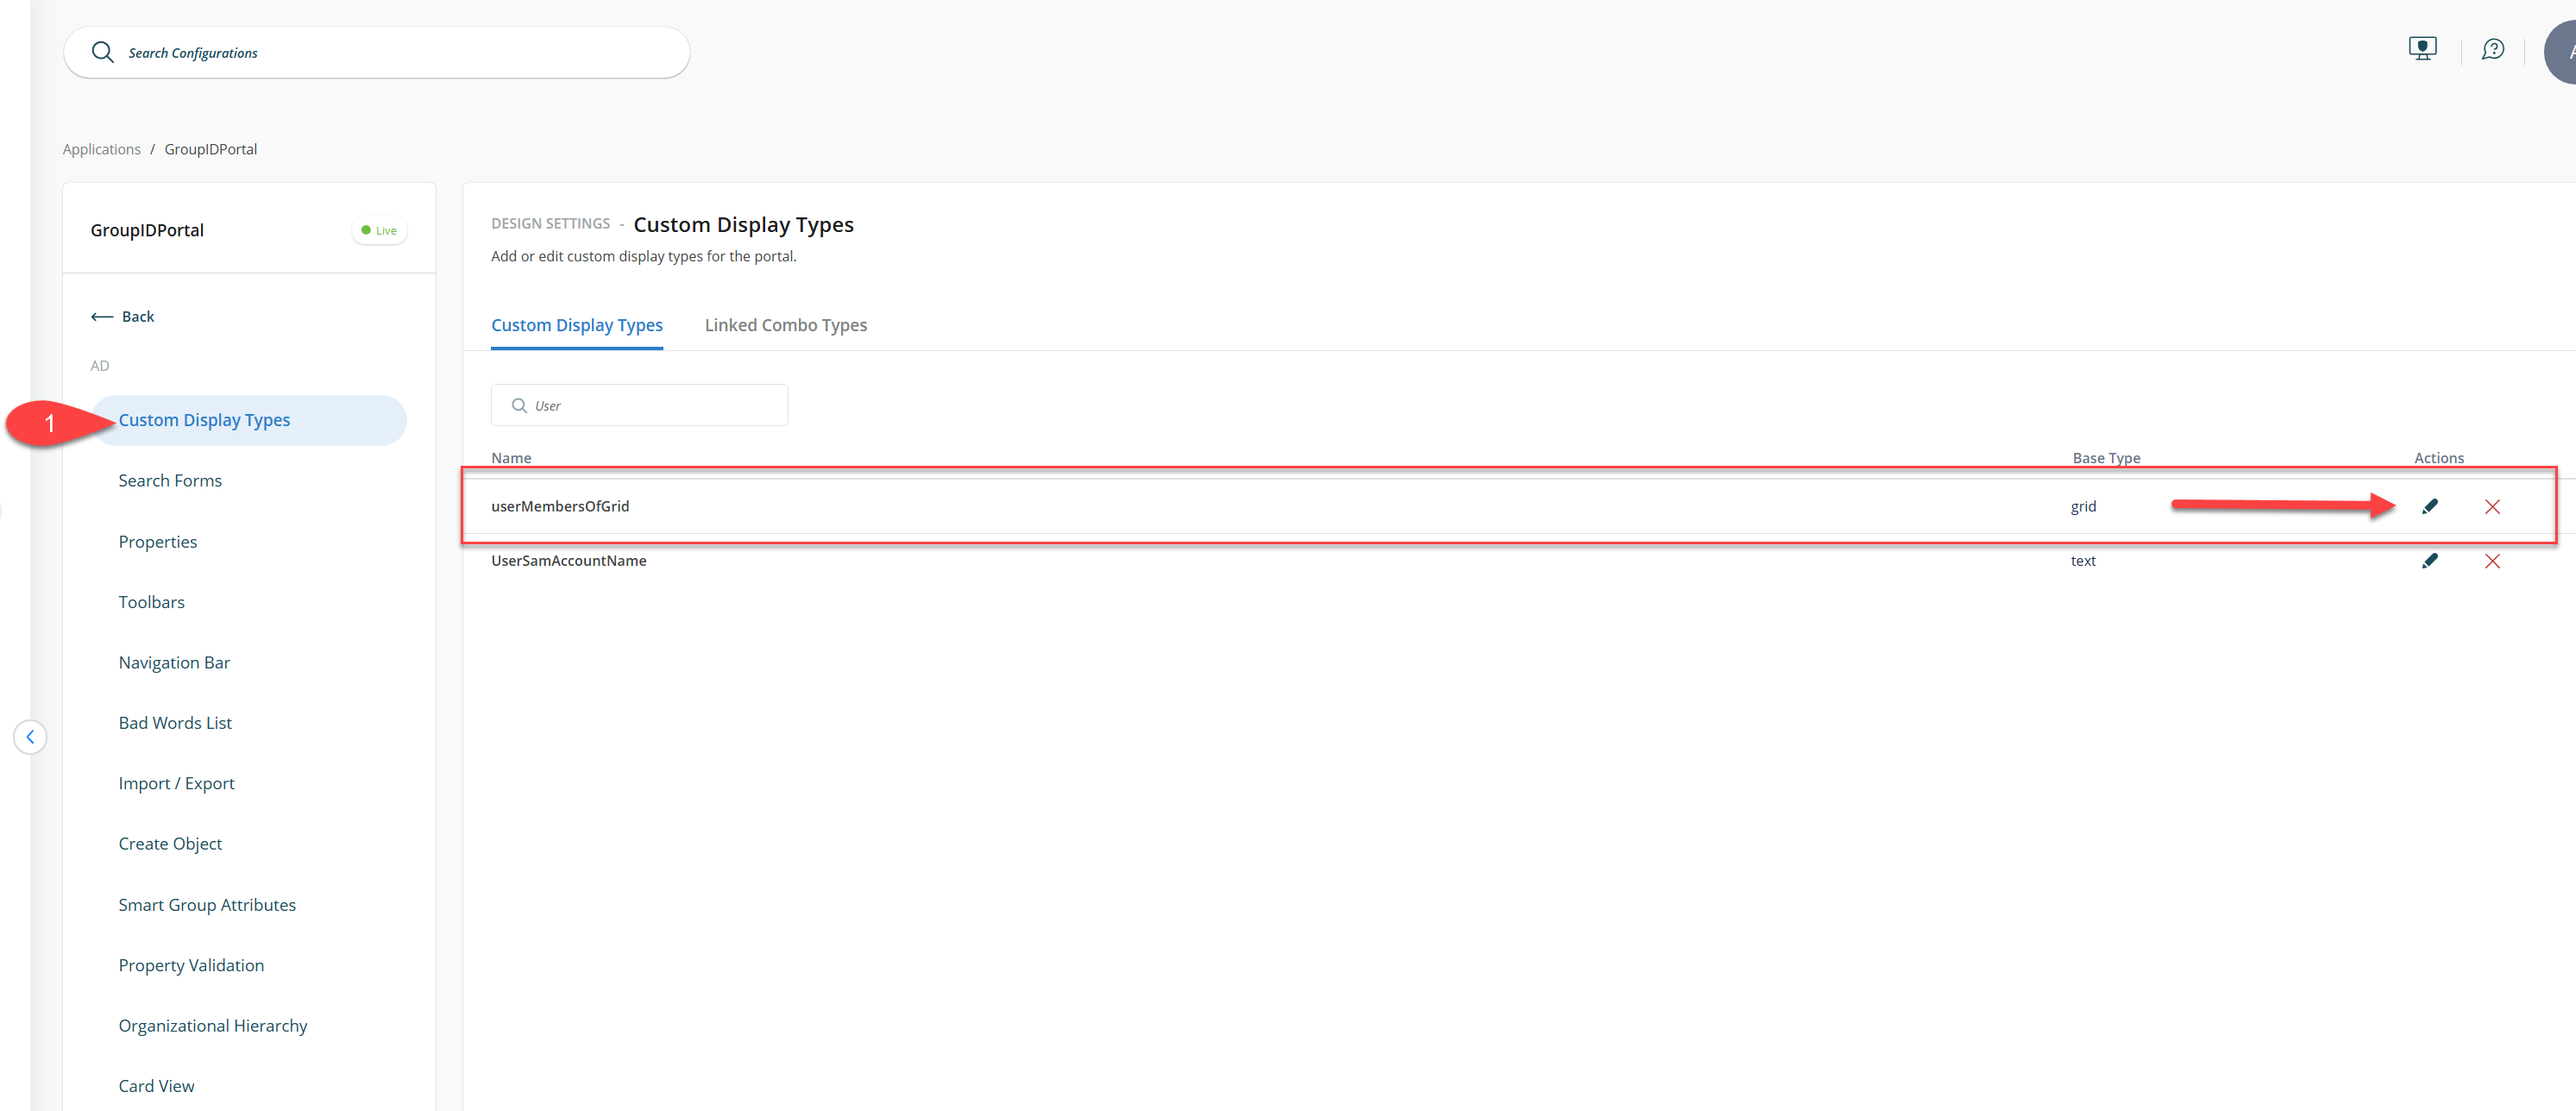 Search Configurations
A
Applications / GroupIDPortal
GroupIDPortal
Live
Back
AD
1
Custom Display Types
Search Forms
Properties
Toolbars
Navigation Bar
Bad Words List
Import / Export
Create Object
Smart Group Attributes
Property Validation
Organizational Hierarchy
Card View
DESIGN SETTINGS - Custom Display Types
Add or edit custom display types for the portal.
Custom Display Types Linked Combo Types
User
Name Base Type Actions
userMembersOfGrid grid
UserSamAccountName text